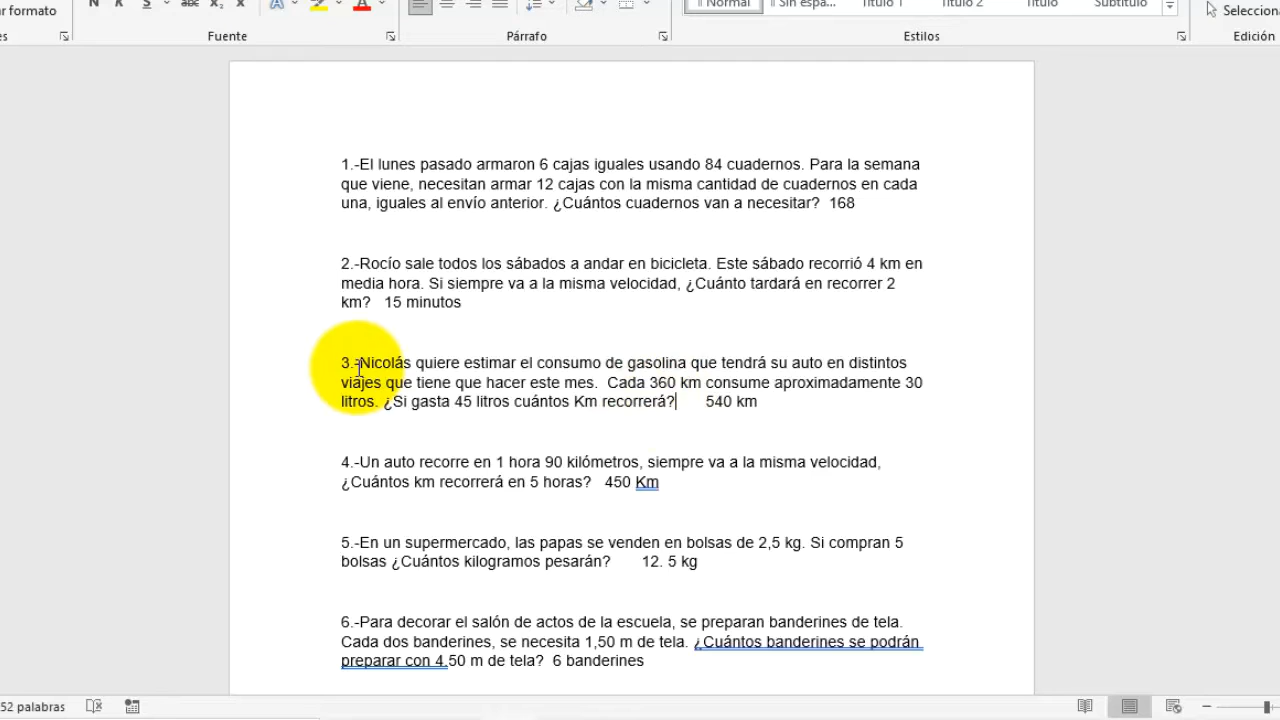 ar formato
N K S abc x₂ x A A
Normal
¶ Sin espa...
Título 1
Título 2
Título
Subtítulo
Selecciona
es
Fuente
Párrafo
Estilos
Edición
1.-El lunes pasado armaron 6 cajas iguales usando 84 cuadernos. Para la semana
que viene, necesitan armar 12 cajas con la misma cantidad de cuadernos en cada
una, iguales al envío anterior. ¿Cuántos cuadernos van a necesitar? 168
2.-Rocío sale todos los sábados a andar en bicicleta. Este sábado recorrió 4 km en
media hora. Si siempre va a la misma velocidad, ¿Cuánto tardará en recorrer 2
km? 15 minutos
3.-Nicolás quiere estimar el consumo de gasolina que tendrá su auto en distintos
viajes que tiene que hacer este mes. Cada 360 km consume aproximadamente 30
litros. ¿Si gasta 45 litros cuántos Km recorrerá? 540 km
4.-Un auto recorre en 1 hora 90 kilómetros, siempre va a la misma velocidad,
¿Cuántos km recorrerá en 5 horas? 450 Km
5.-En un supermercado, las papas se venden en bolsas de 2,5 kg. Si compran 5
bolsas ¿Cuántos kilogramos pesarán? 12. 5 kg
6.-Para decorar el salón de actos de la escuela, se preparan banderines de tela.
Cada dos banderines, se necesita 1,50 m de tela. ¿Cuántos banderines se podrán
preparar con 4.50 m de tela? 6 banderines
52 palabras